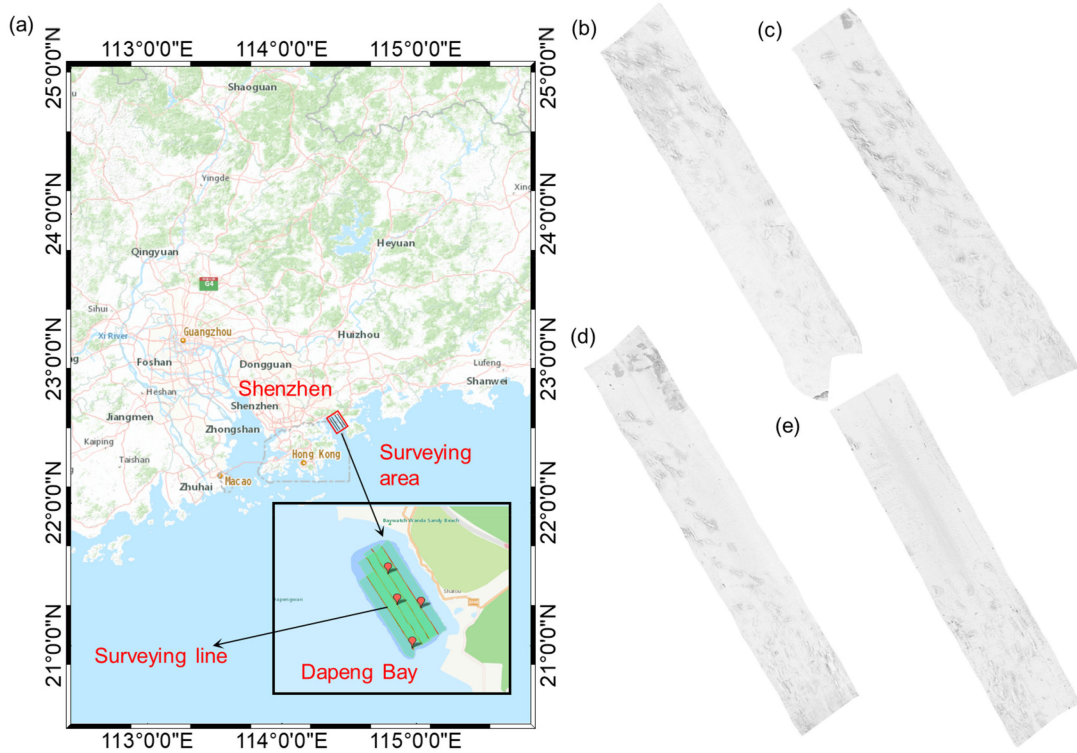 (a)
113°0'0"E 114°0'0"E 115°0'0"E
25°0'0"N
24°0'0"N
23°0'0"N
22°0'0"N
21°0'0"N
25°0'0"N
24°0'0"N
23°0'0"N
22°0'0"N
21°0'0"N
Shaoguan
Yingde
Xing
Heyuan
Qingyuan
G4
Sihui
Guangzhou
Xi River
Huizhou
Foshan
Dongguan
Lufeng
Shanwei
Heshan
Shenzhen
Shenzhen
Jiangmen
Zhongshan
Kaiping
Taishan
Hong Kong
Macao
Zhuhai
Surveying
area
Sandy Beach
Surveying line
Dapeng Bay
113°0'0"E 114°0'0"E 115°0'0"E
(b)
(c)
(d)
(e)